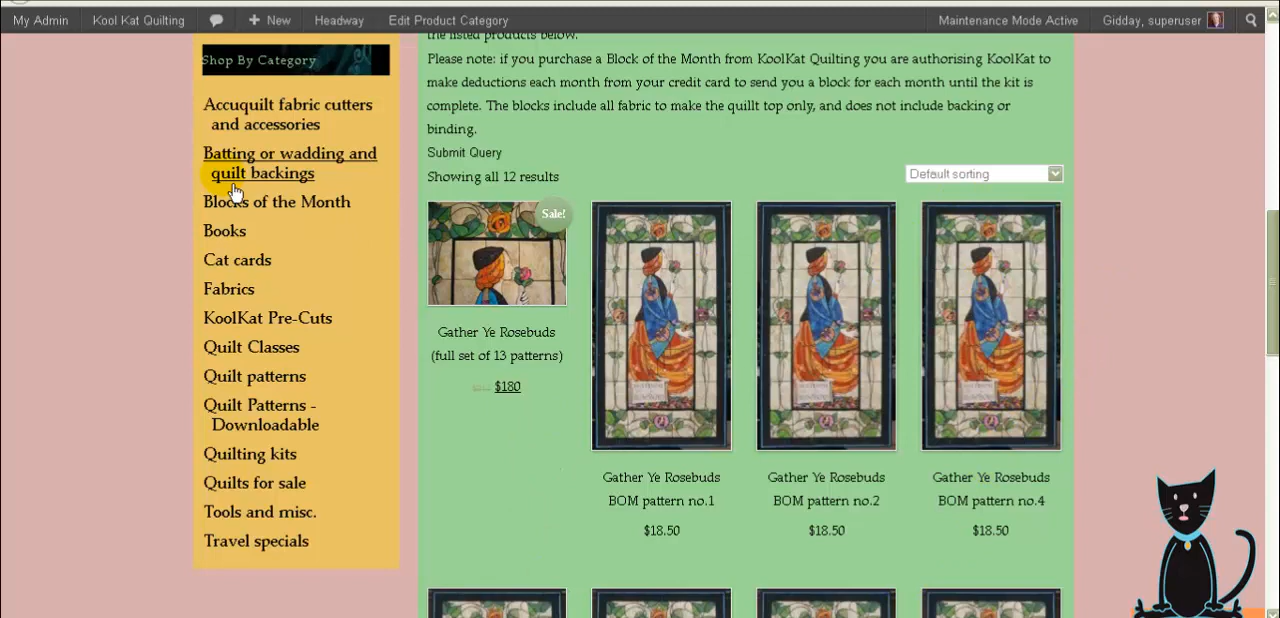 My Admin Kool Kat Quilting New Headway Edit Product Category Maintenance Mode Active Gidday, superuser
Shop By Category
Accuquilt fabric cutters
and accessories
Batting or wadding and
quilt backings
Blocks of the Month
Books
Cat cards
Fabrics
KoolKat Pre-Cuts
Quilt Classes
Quilt patterns
Quilt Patterns -
Downloadable
Quilting kits
Quilts for sale
Tools and misc.
Travel specials
the listed products below.
Please note: if you purchase a Block of the Month from KoolKat Quilting you are authorising KoolKat to
make deductions each month from your credit card to send you a block for each month until the kit is
complete. The blocks include all fabric to make the quillt top only, and does not include backing or
binding.
Submit Query
Showing all 12 results
Default sorting
Sale!
Gather Ye Rosebuds
(full set of 13 patterns)
$180
Gather Ye Rosebuds
BOM pattern no.1
$18.50
Gather Ye Rosebuds
BOM pattern no.2
$18.50
Gather Ye Rosebuds
BOM pattern no.4
$18.50